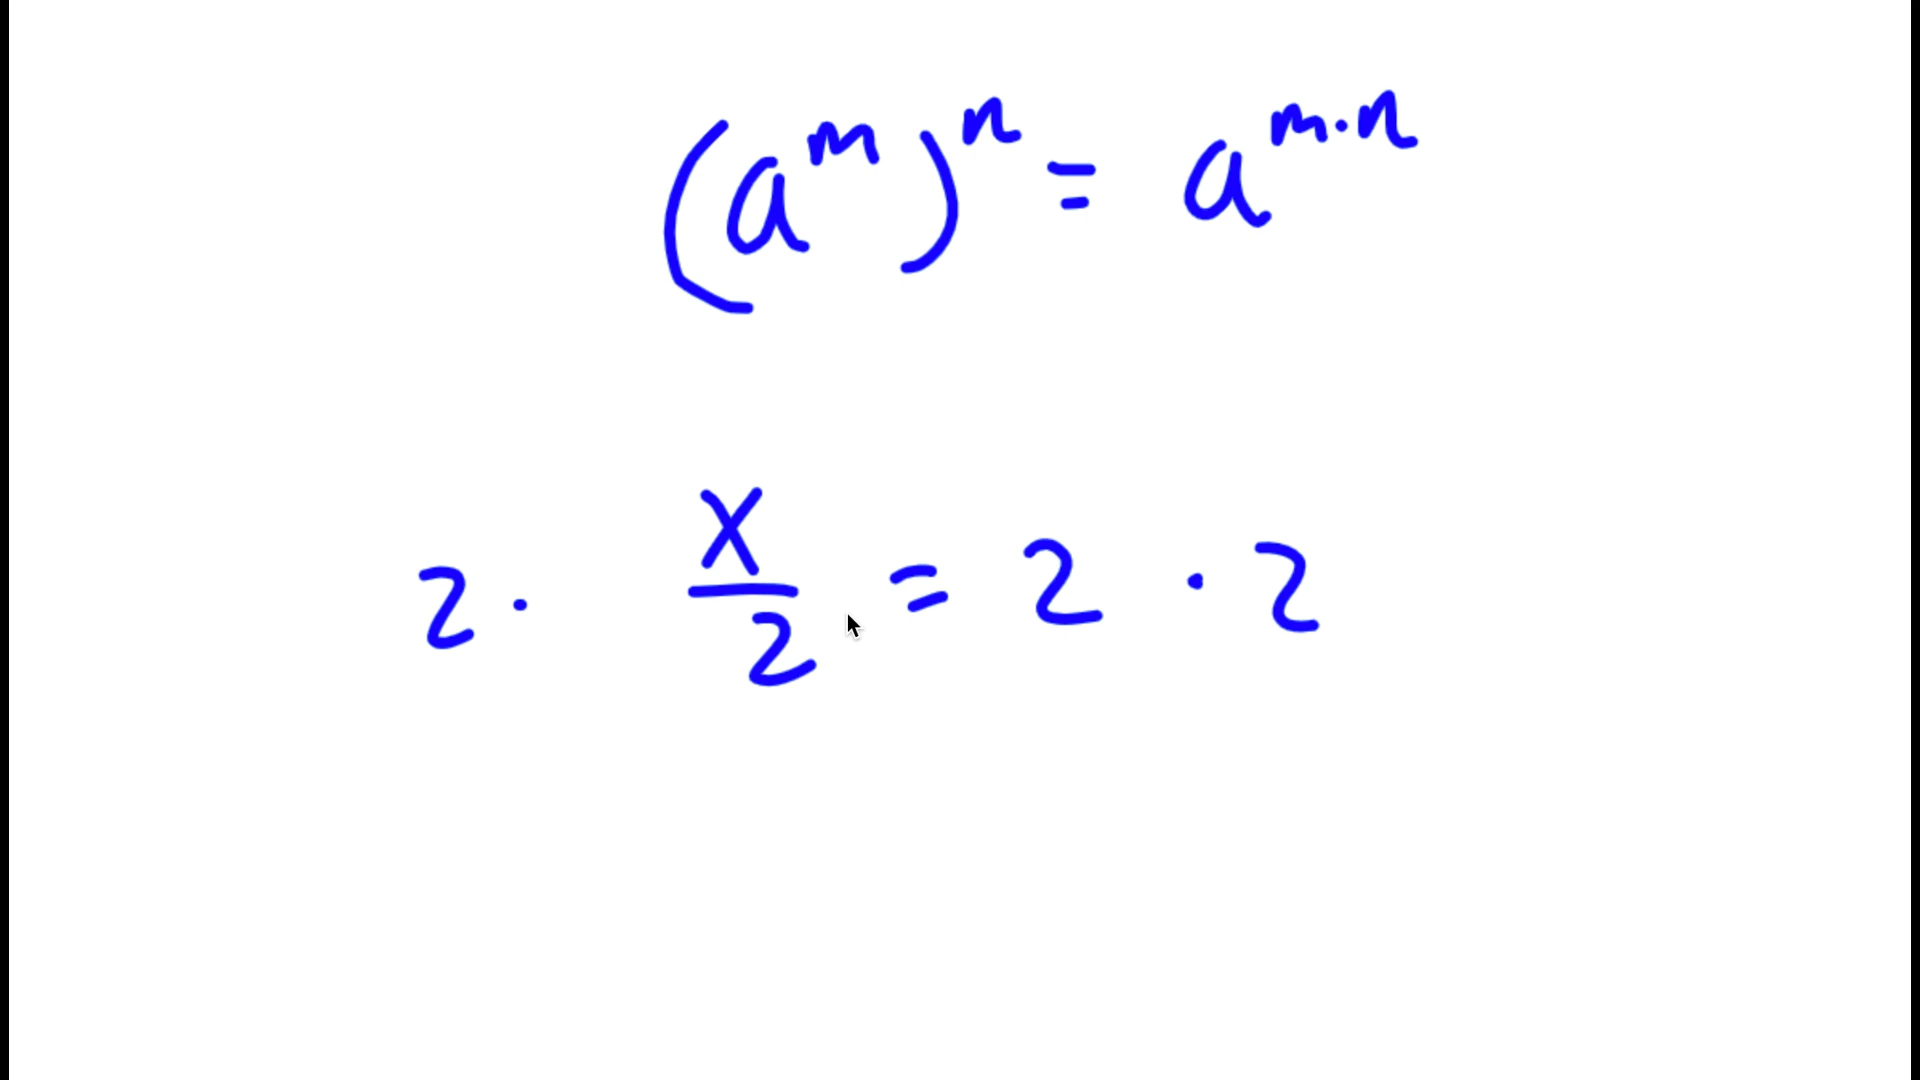 (a^m)^n = a^{m·n}
2 · x/2 = 2 · 2